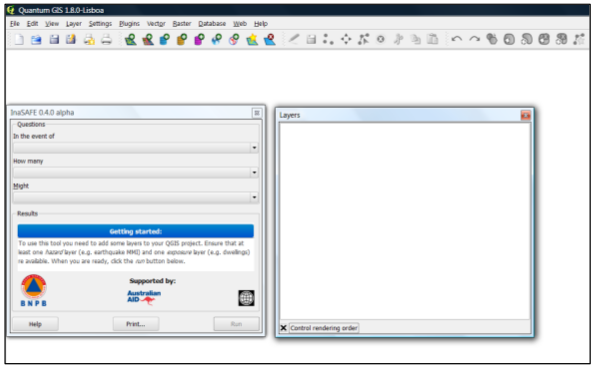 Quantum GIS 1.8.0-Lisboa
File Edit View Layer Settings Plugins Vector Raster Database Web Help
InaSAFE 0.4.0 alpha
Questions
In the event of
How many
Might
Results
Getting started:
To use this tool you need to add some layers to your QGIS project. Ensure that at
least one hazard layer (e.g. earthquake MMI) and one exposure layer (e.g. dwellings)
re available. When you are ready, click the run button below.
Supported by:
BNPB
Australian
AID
Help Print... Run
Layers
Control rendering order